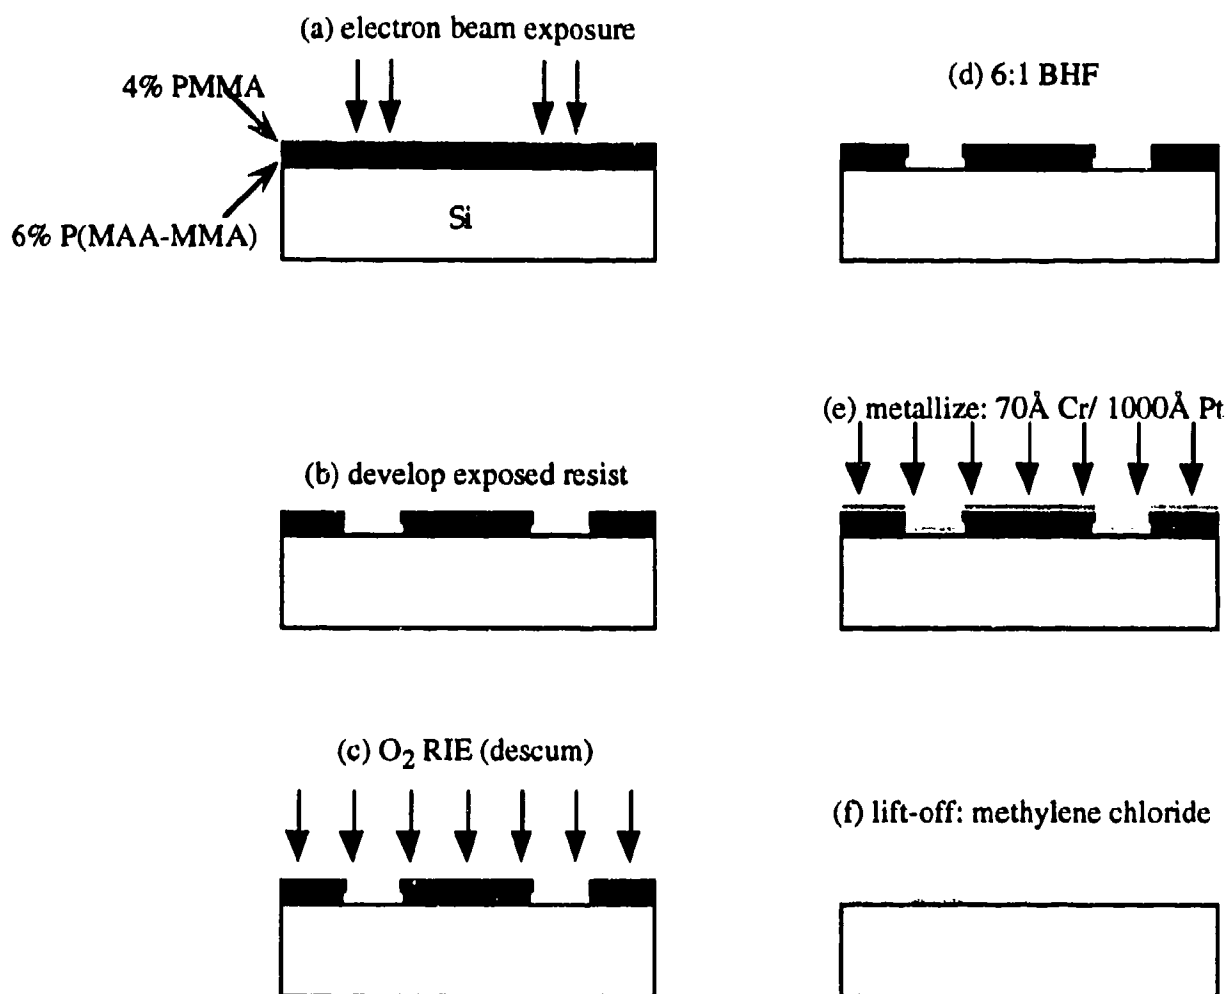 (a) electron beam exposure
4% PMMA
6% P(MAA-MMA)
Si
(b) develop exposed resist
(c) O₂ RIE (descum)
(d) 6:1 BHF
(e) metallize: 70Å Cr/ 1000Å Pt
(f) lift-off: methylene chloride